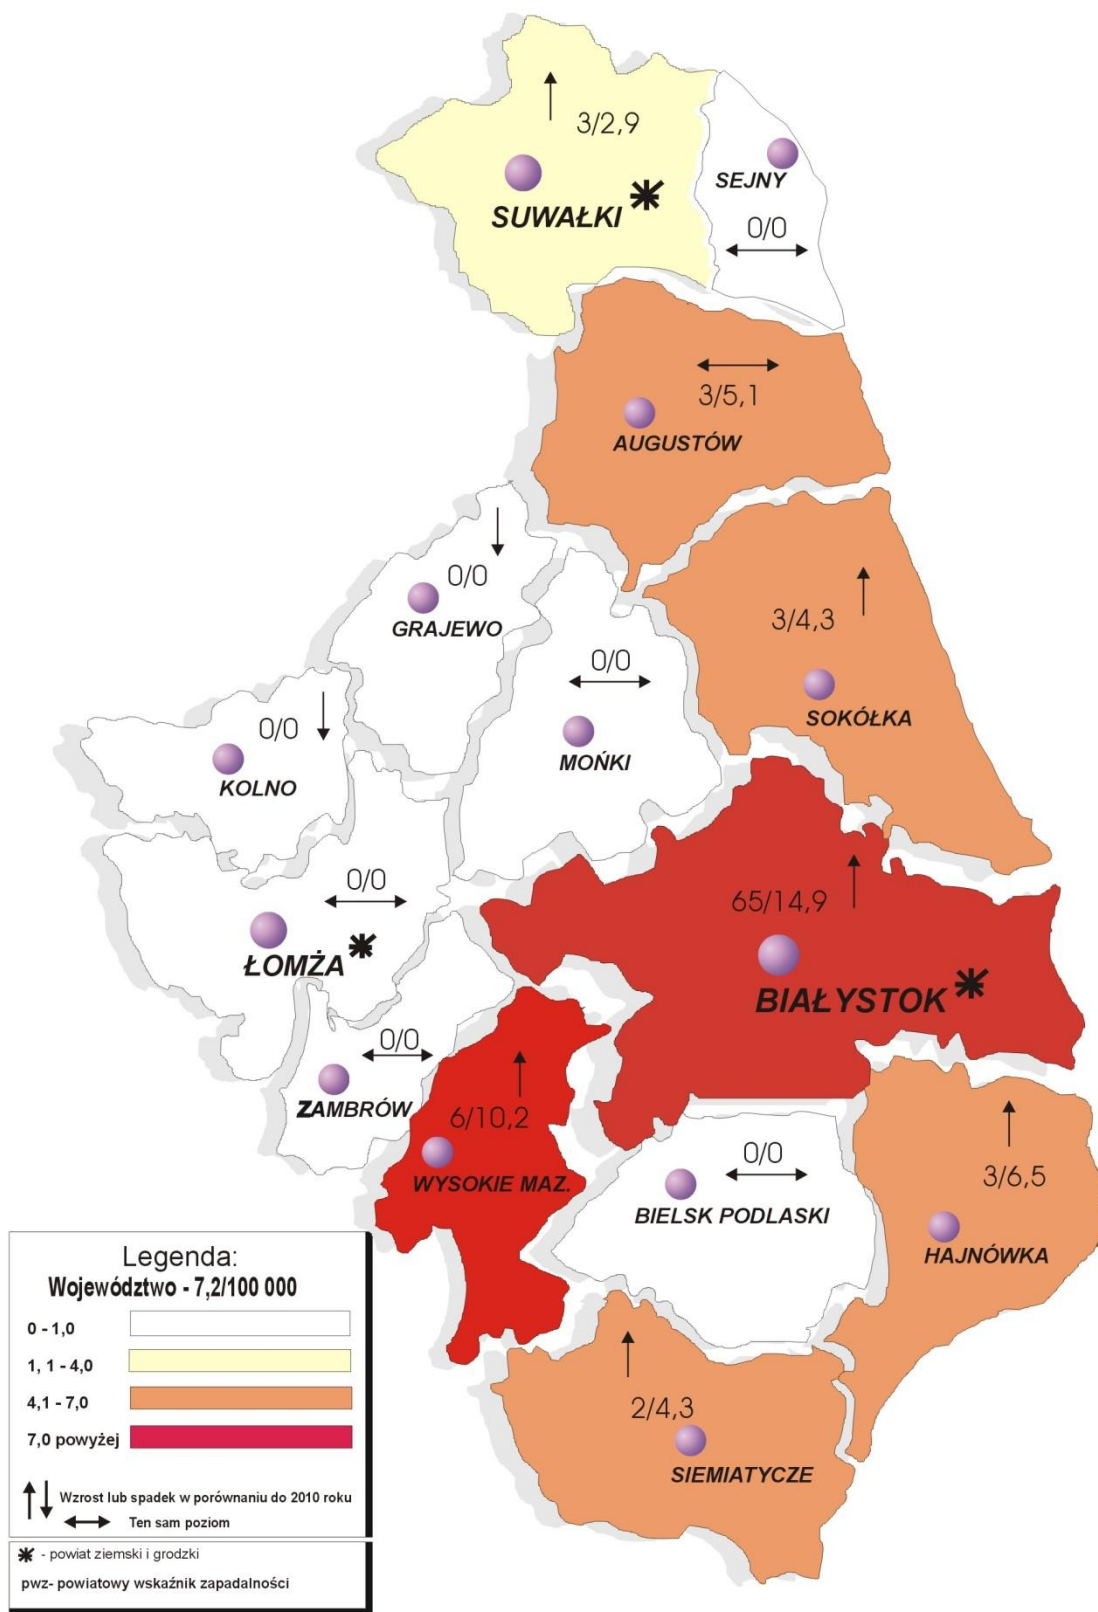 3/2,9
SUWAŁKI
SEJNY
0/0
3/5,1
AUGUSTÓW
0/0
GRAJEWO
3/4,3
SOKÓŁKA
0/0
MOŃKI
0/0
KOLNO
0/0
ŁOMŻA
65/14,9
BIAŁYSTOK
0/0
ZAMBRÓW
6/10,2
WYSOKIE MAZ.
0/0
BIELSK PODLASKI
3/6,5
HAJNÓWKA
2/4,3
SIEMIATYCZE
Legenda:
Województwo - 7,2/100 000
0 - 1,0
1, 1 - 4,0
4,1 - 7,0
7,0 powyżej
Wzrost lub spadek w porównaniu do 2010 roku
Ten sam poziom
- powiat ziemski i grodzki
pwz- powiatowy wskaźnik zapadalności